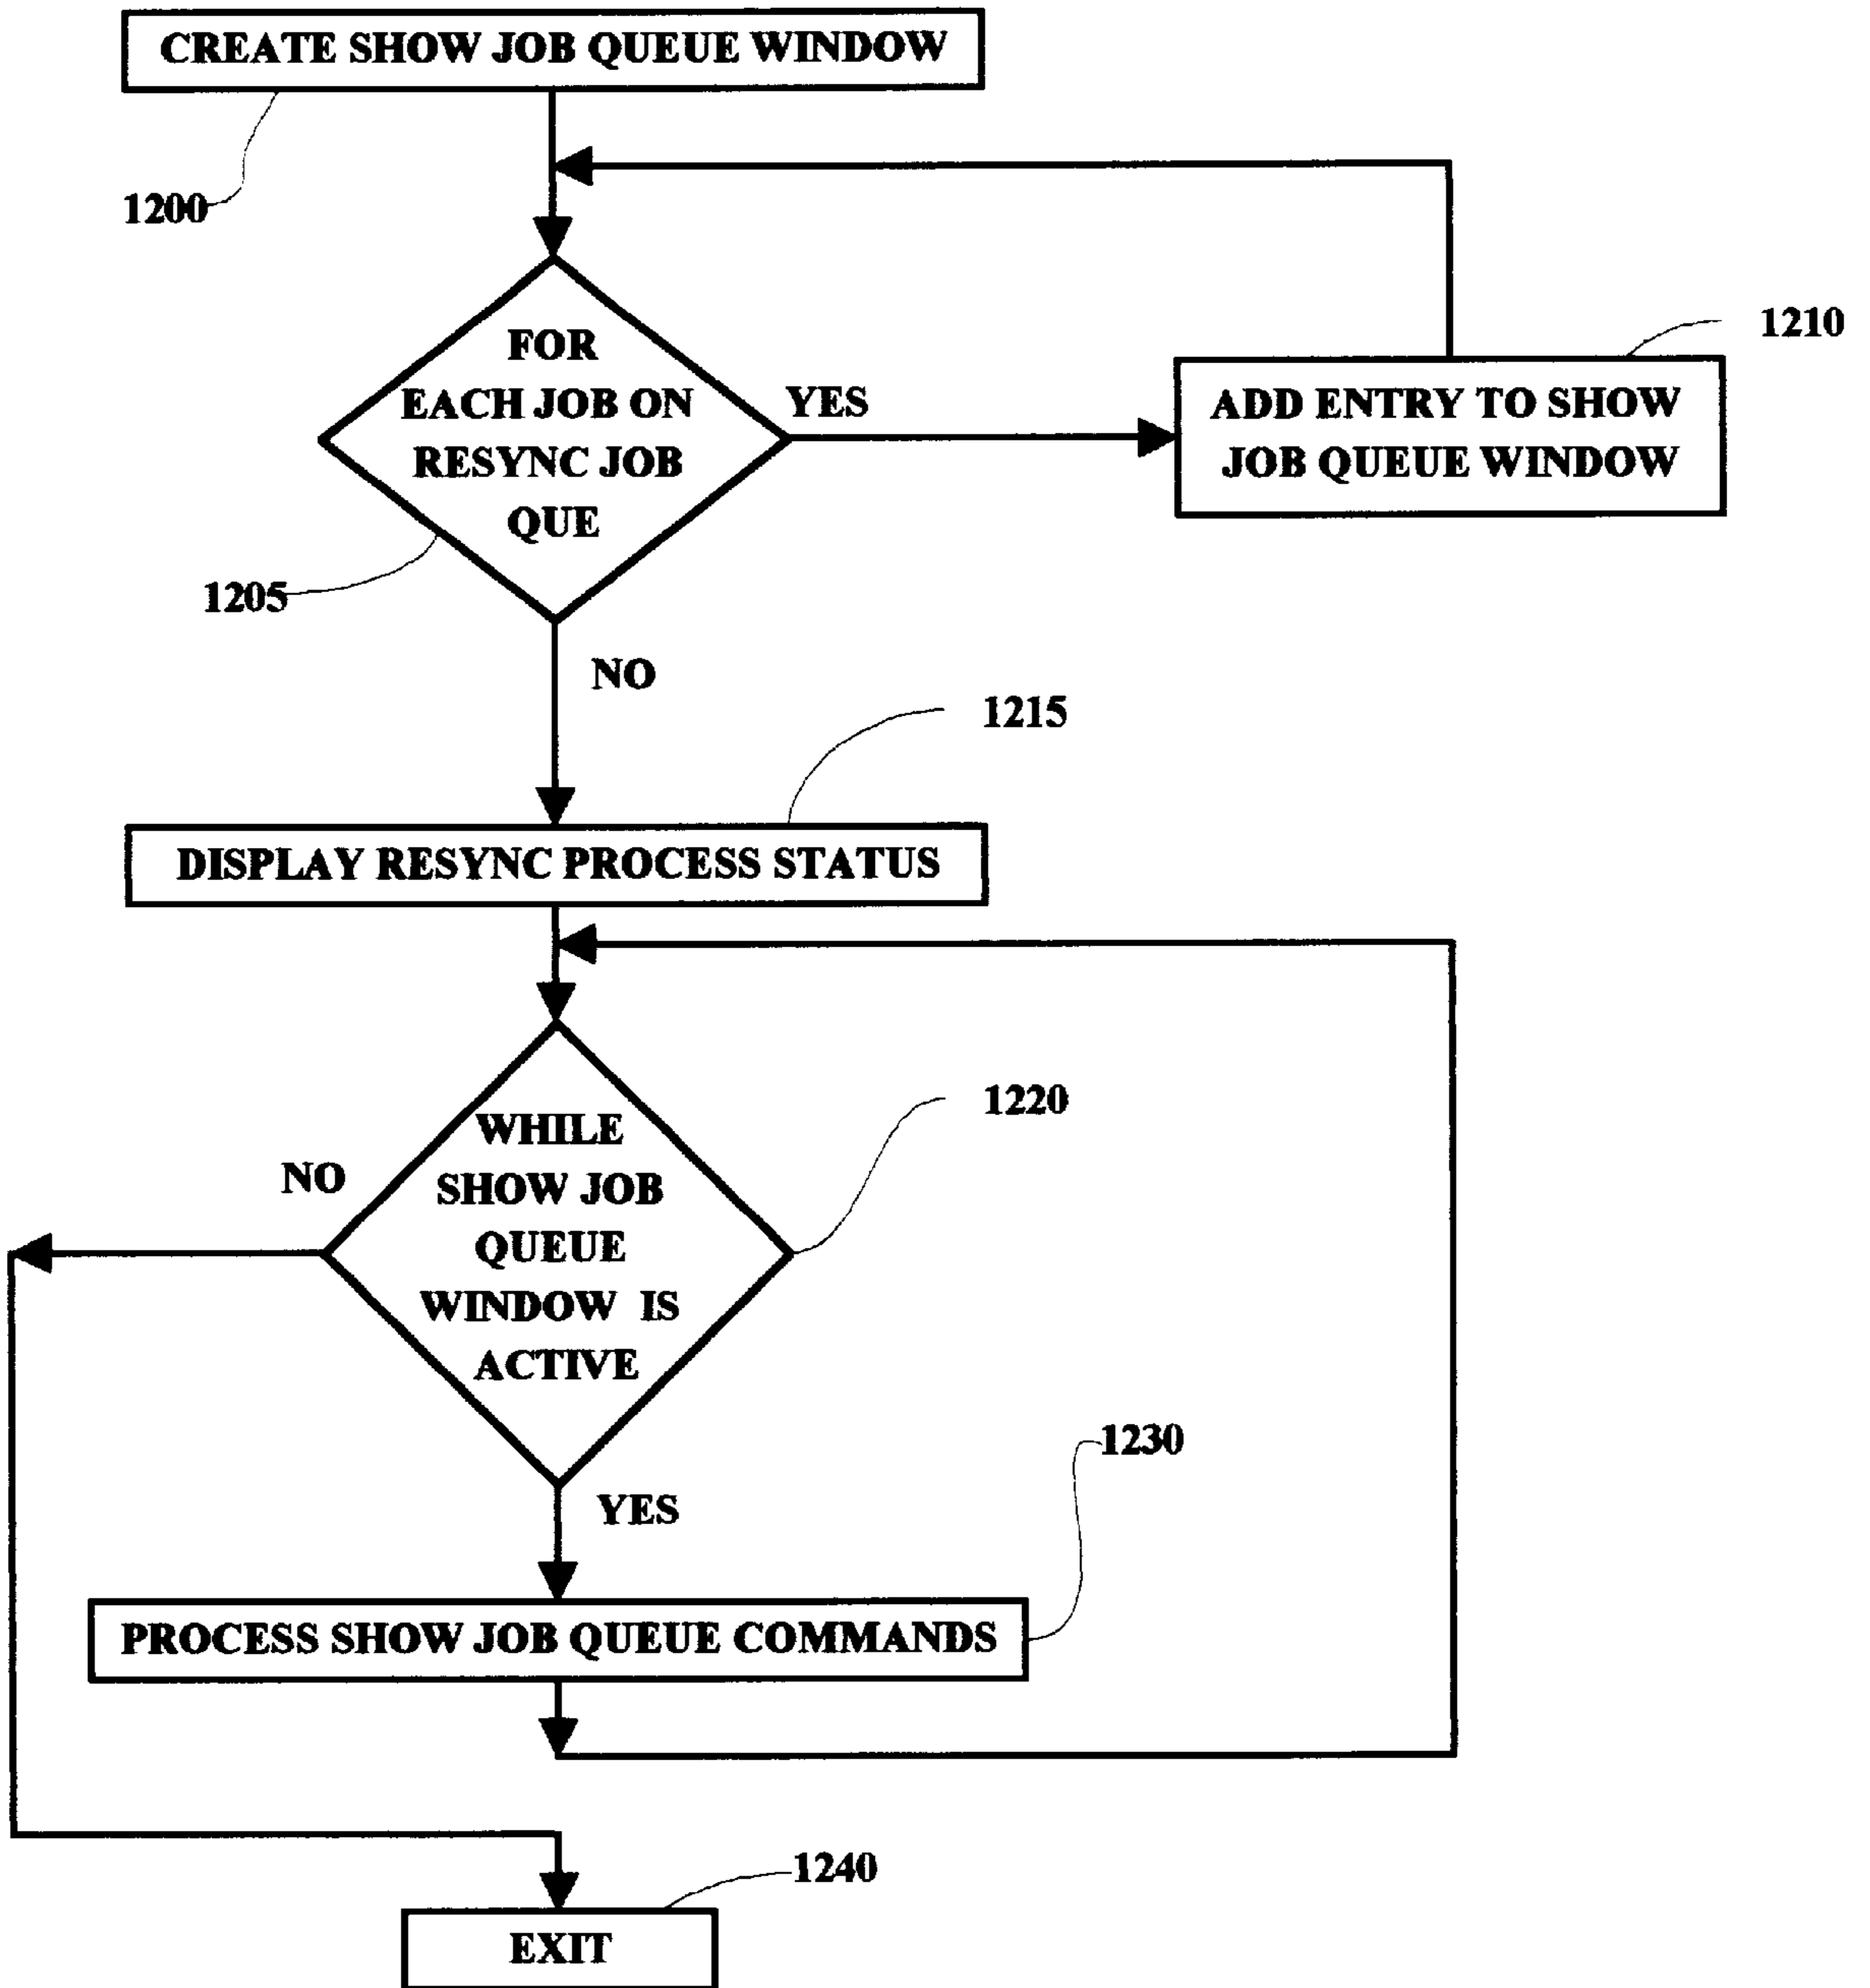 CREATE SHOW JOB QUEUE WINDOW
1200
FOR
EACH JOB ON
RESYNC JOB
QUE
YES
1210
ADD ENTRY TO SHOW
JOB QUEUE WINDOW
1205
NO
1215
DISPLAY RESYNC PROCESS STATUS
1220
WHILE
SHOW JOB
QUEUE
WINDOW IS
ACTIVE
NO
1230
YES
PROCESS SHOW JOB QUEUE COMMANDS
1240
EXIT